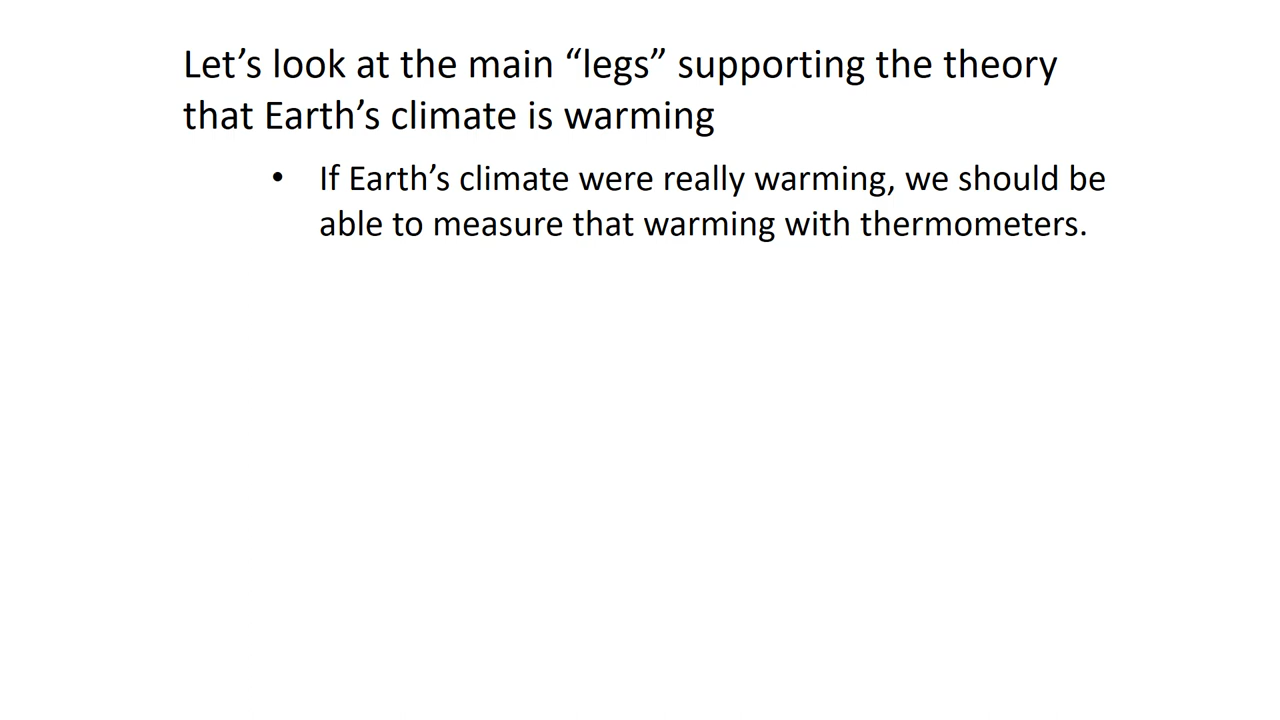 Let’s look at the main “legs” supporting the theory
that Earth’s climate is warming
• If Earth’s climate were really warming, we should be
able to measure that warming with thermometers.